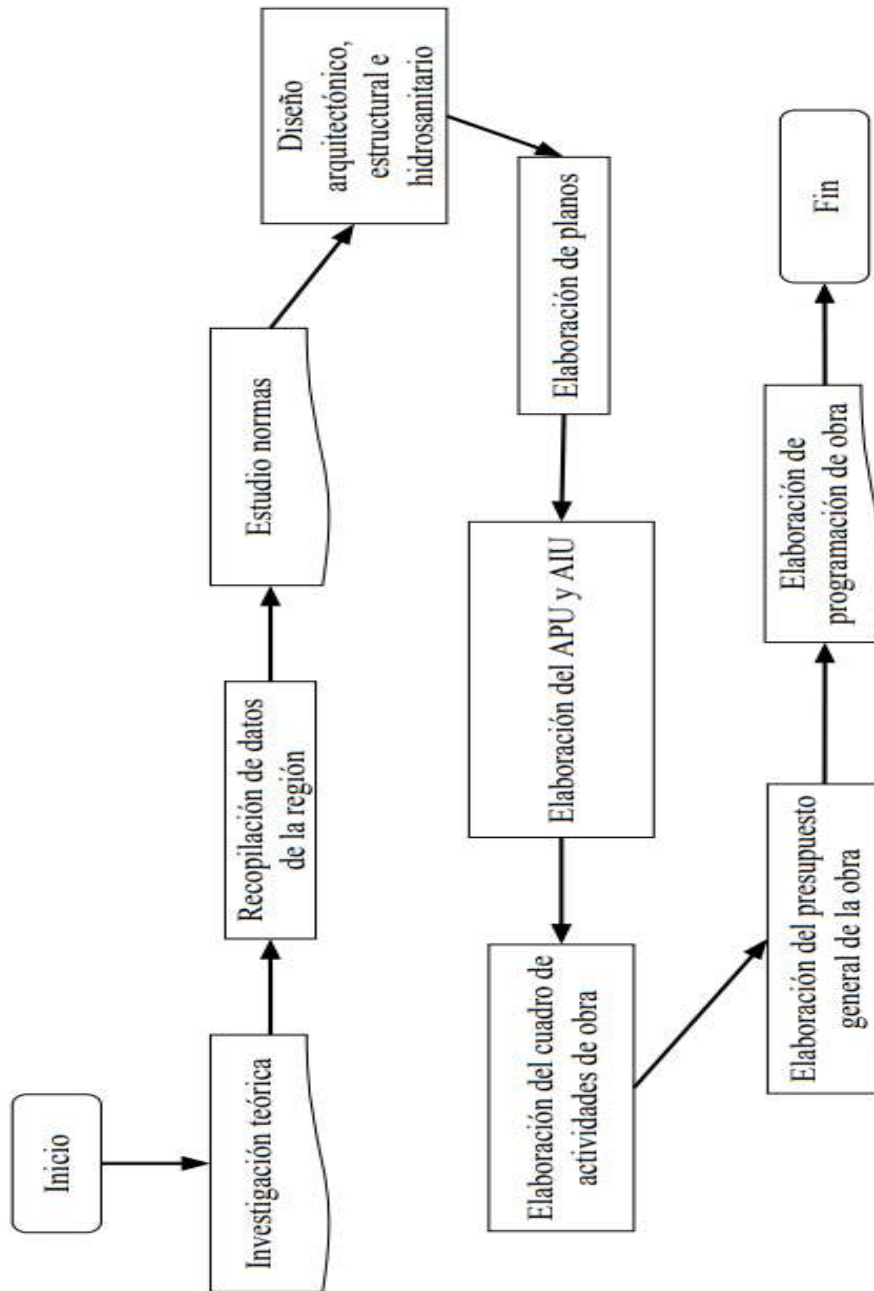 Inicio
Investigación teórica
Recopilación de datos
de la región
Estudio normas
Diseño
arquitectónico,
estructural e
hidrosanitario
Elaboración de planos
Elaboración del APU y AIU
Elaboración del cuadro de
actividades de obra
Elaboración del presupuesto
general de la obra
Elaboración de
programación de obra
Fin